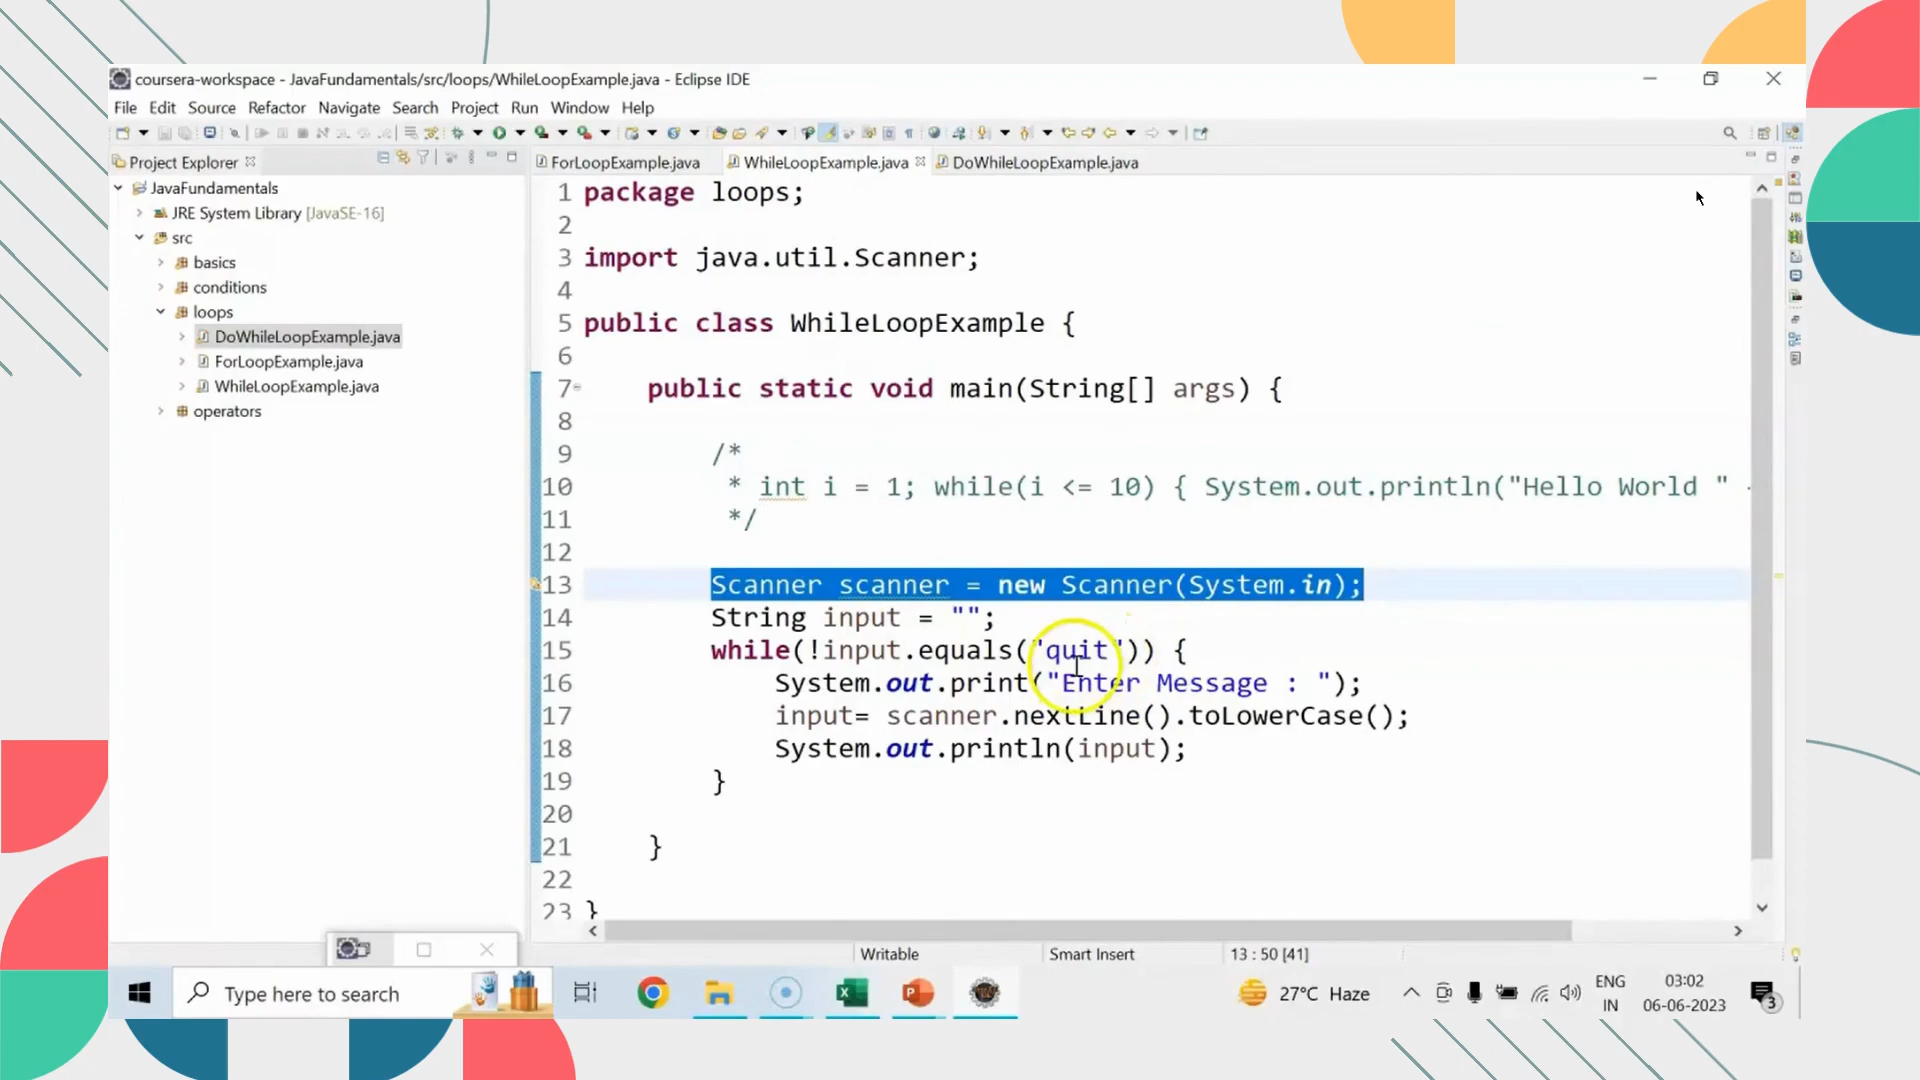 coursera-workspace - JavaFundamentals/src/loops/WhileLoopExample.java - Eclipse IDE
File Edit Source Refactor Navigate Search Project Run Window Help
Project Explorer
ForLoopExample.java WhileLoopExample.java DoWhileLoopExample.java
JavaFundamentals
JRE System Library [JavaSE-16]
src
basics
conditions
loops
DoWhileLoopExample.java
ForLoopExample.java
WhileLoopExample.java
operators
1 package loops;
2
3 import java.util.Scanner;
4
5 public class WhileLoopExample {
6
7 public static void main(String[] args) {
8
9 /*
10 * int i = 1; while(i <= 10) { System.out.println("Hello World "
11 */
12
13 Scanner scanner = new Scanner(System.in);
14 String input = "";
15 while(!input.equals("quit")) {
16 System.out.print("Enter Message : ");
17 input= scanner.nextLine().toLowerCase();
18 System.out.println(input);
19 }
20
21 }
22
23 }
Writable Smart Insert 13 : 50 [41]
Type here to search
27°C Haze
ENG
IN
03:02
06-06-2023
3